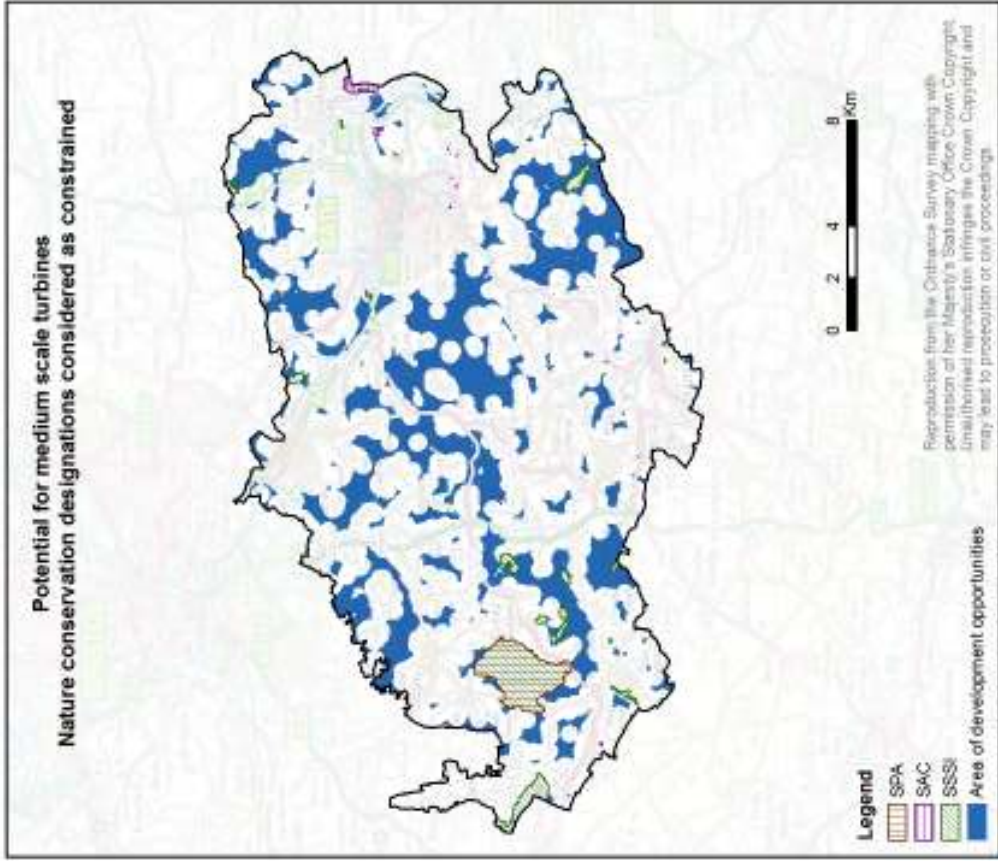 Potential for medium scale turbines
Nature conservation designations considered as constrained
0 2 4 8
Km
Reproduction from the Ordnance Survey mapping with
permission of her Majesty's Stationary Office Crown Copyright.
Unauthorised reproduction infringes the Crown Copyright and
may lead to prosecution or civil proceedings.
Legend
SPA
SAC
SSSI
Area of development opportunities